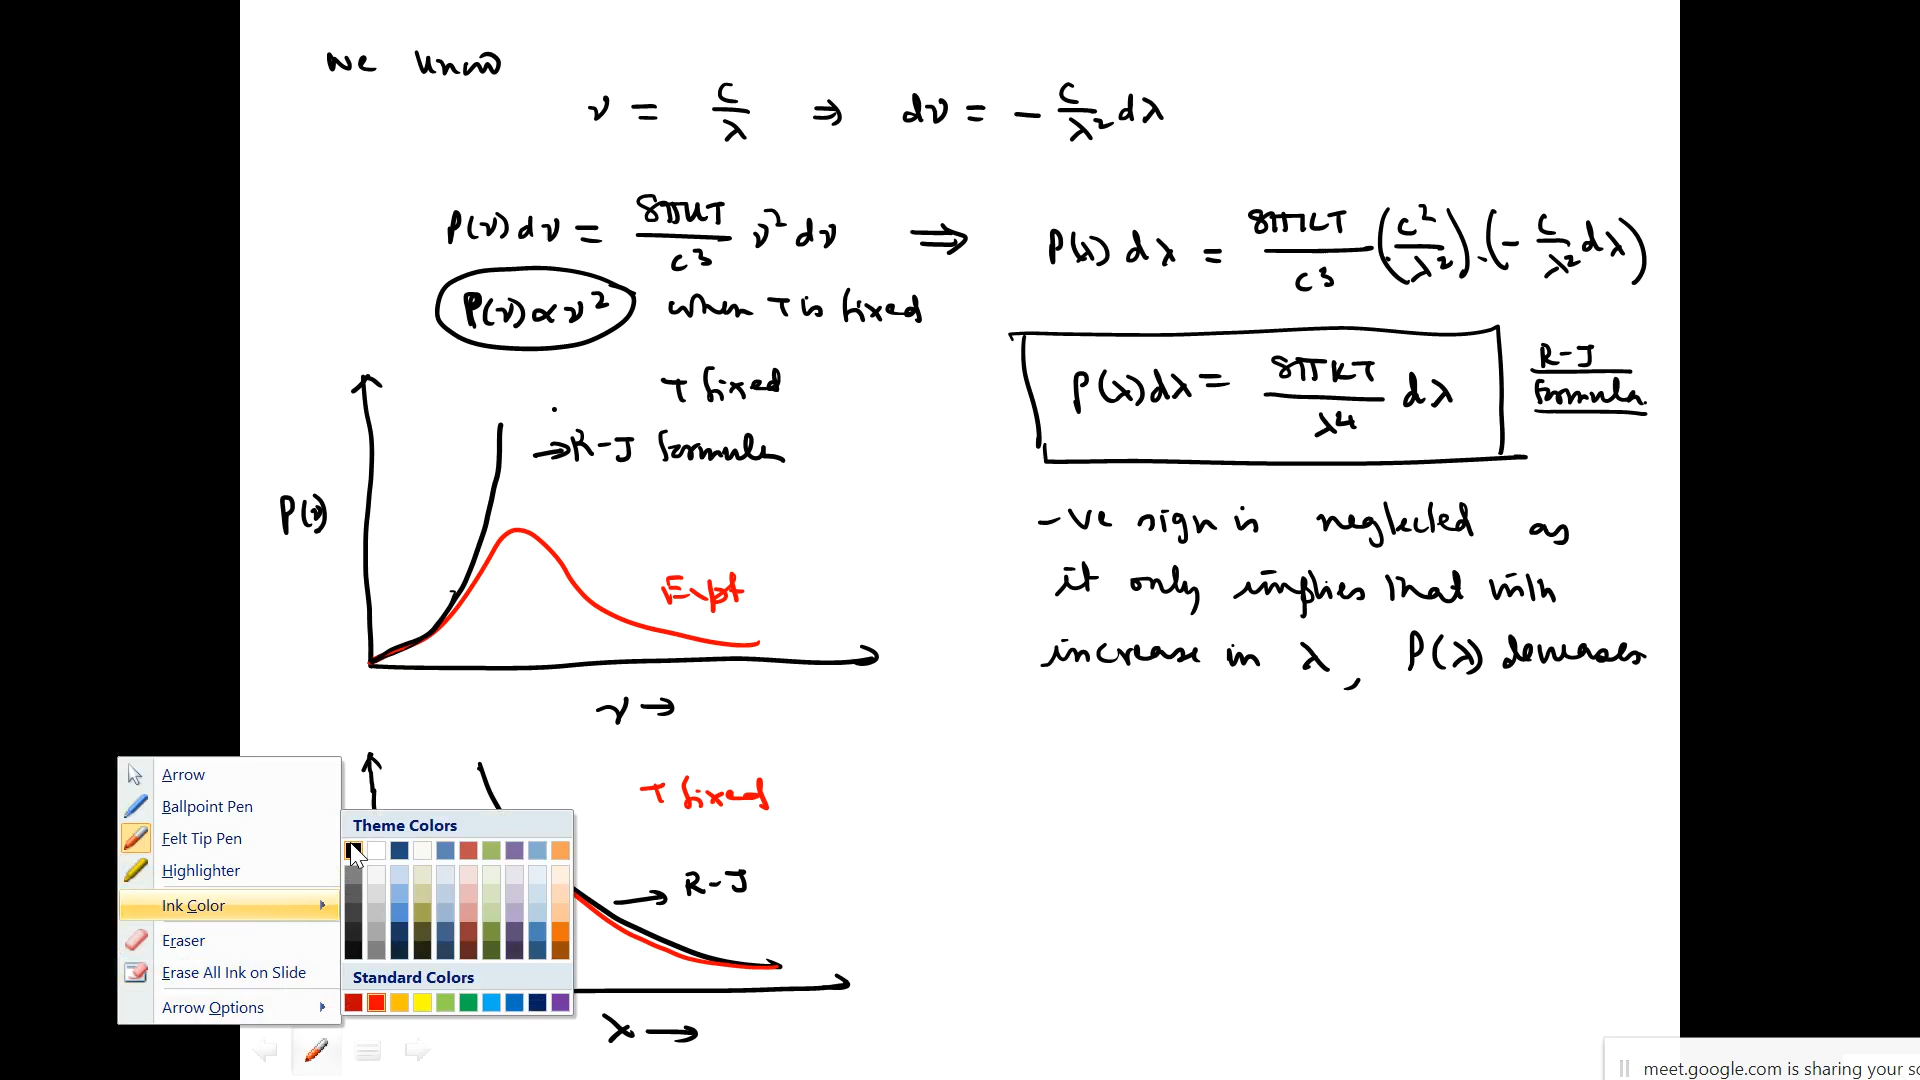 we know
ν = c/λ ⇒ dν = - c/λ² dλ
P(ν) dν = 8πKT/c³ ν² dν ⇒ P(λ) dλ = 8πKT/c³ (c²/λ²).(- c/λ² dλ)
P(ν) ∝ ν² when T is fixed
P(λ) dλ = 8πKT/λ⁴ dλ
R-J
Formula
T fixed
→ R-J Formula
P(ν)
Expt
ν →
-ve sign is neglected as
it only implies that with
increase in λ, P(λ) decreases
T fixed
→ R-J
λ →
Arrow
Ballpoint Pen
Felt Tip Pen
Highlighter
Ink Color
Eraser
Erase All Ink on Slide
Arrow Options
Theme Colors
Standard Colors
meet.google.com is sharing your